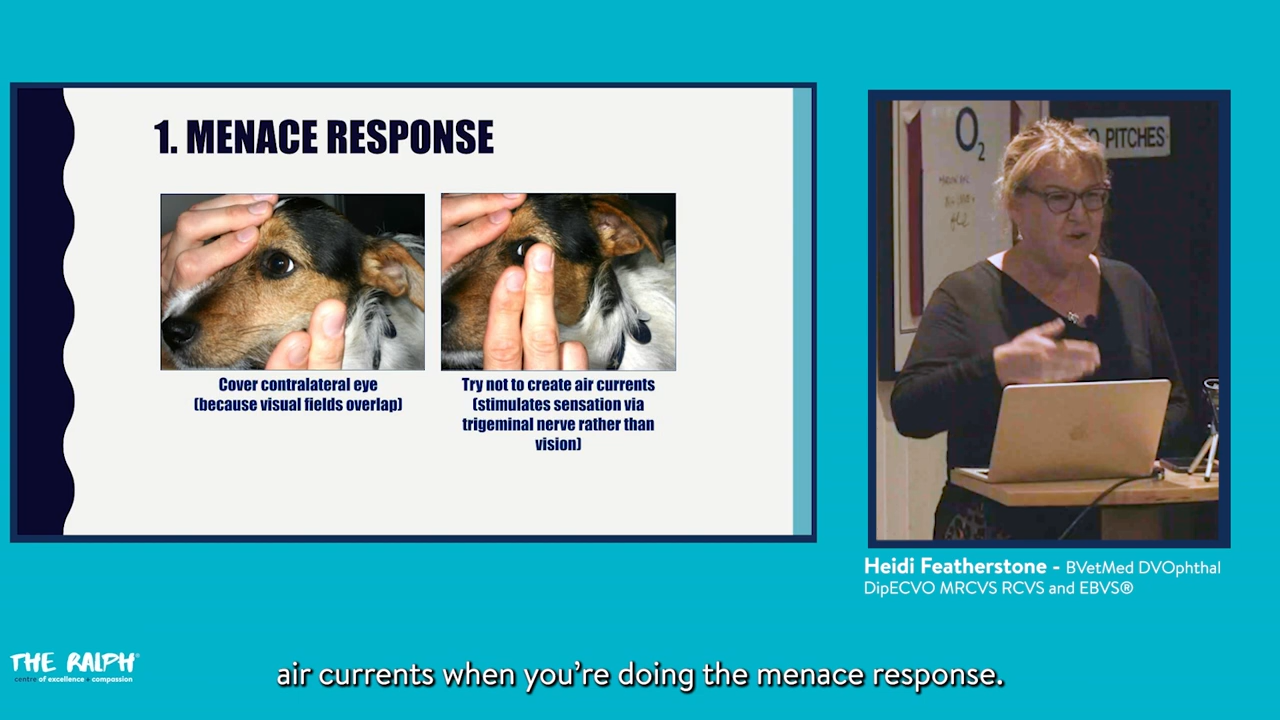 1. MENACE RESPONSE
Cover contralateral eye
(because visual fields overlap)
Try not to create air currents
(stimulates sensation via
trigeminal nerve rather than
vision)
O2
TO PITCHES
Heidi Featherstone - BVetMed DVOphthal
DipECVO MRCVS RCVS and EBVS®
THE RALPH®
centre of excellence + compassion
air currents when you're doing the menace response.